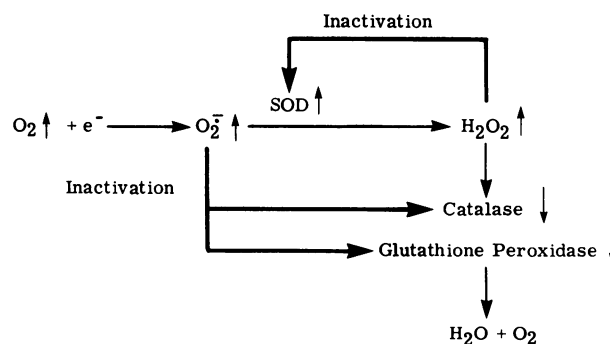 Inactivation
SOD ↑
O₂ ↑ + e⁻ → O₂∸ ↑ → H₂O₂ ↑
Inactivation
Catalase ↓
Glutathione Peroxidase
H₂O + O₂